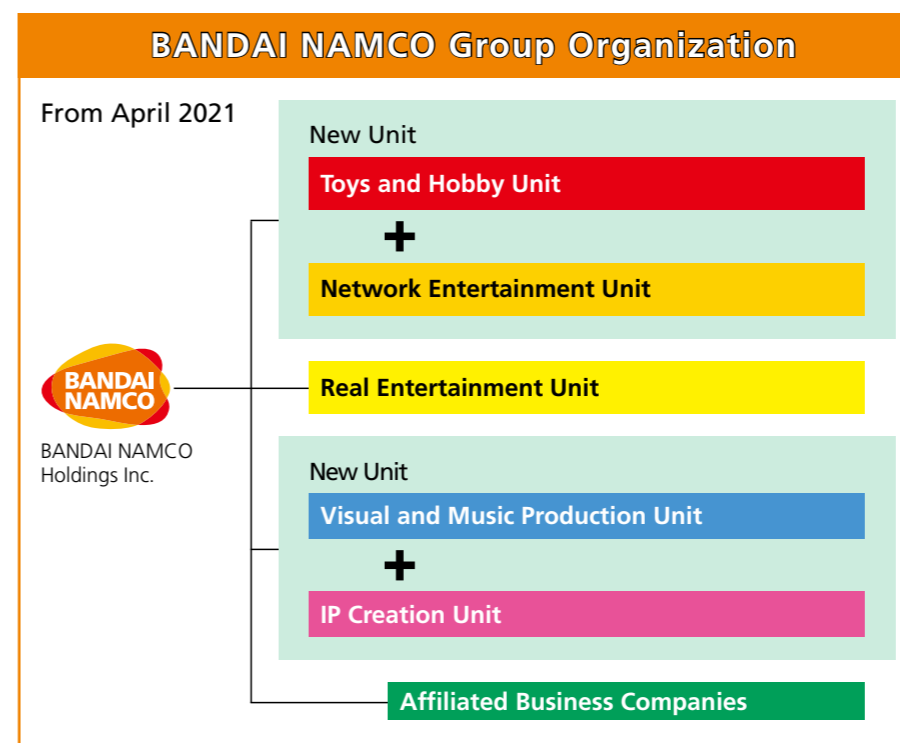 BANDAI NAMCO Group Organization
From April 2021
New Unit
Toys and Hobby Unit
+
Network Entertainment Unit
BANDAI
NAMCO
BANDAI NAMCO
Holdings Inc.
Real Entertainment Unit
New Unit
Visual and Music Production Unit
+
IP Creation Unit
Affiliated Business Companies